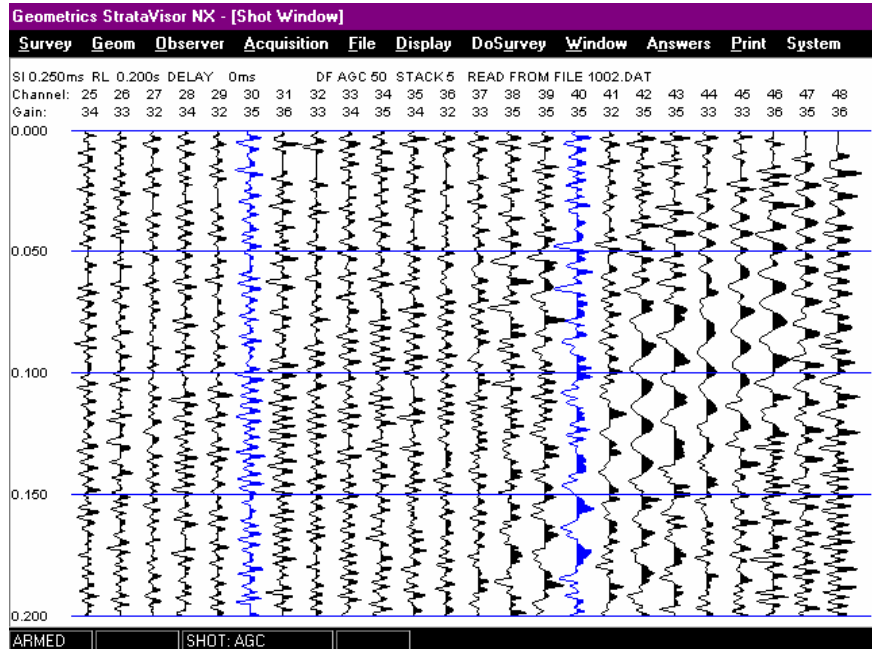 Geometrics StrataVisor NX - [Shot Window]
Survey Geom Observer Acquisition File Display DoSurvey Window Answers Print System
SI 0.250ms RL 0.200s DELAY 0ms DF AGC 50 STACK 5 READ FROM FILE 1002.DAT
Channel: 25 26 27 28 29 30 31 32 33 34 35 36 37 38 39 40 41 42 43 44 45 46 47 48
Gain: 34 33 32 34 32 35 36 33 34 35 34 32 33 35 35 35 32 35 35 33 33 36 35 36
0.000
0.050
0.100
0.150
0.200
ARMED SHOT: AGC